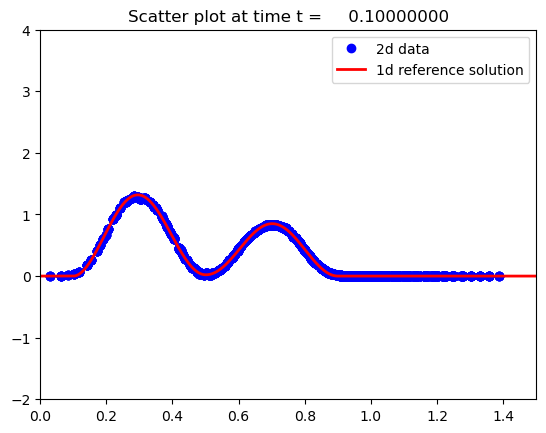 Scatter plot at time t =     0.10000000
4
2d data
1d reference solution
3
2
1
0
−1
−2
0.0 0.2 0.4 0.6 0.8 1.0 1.2 1.4